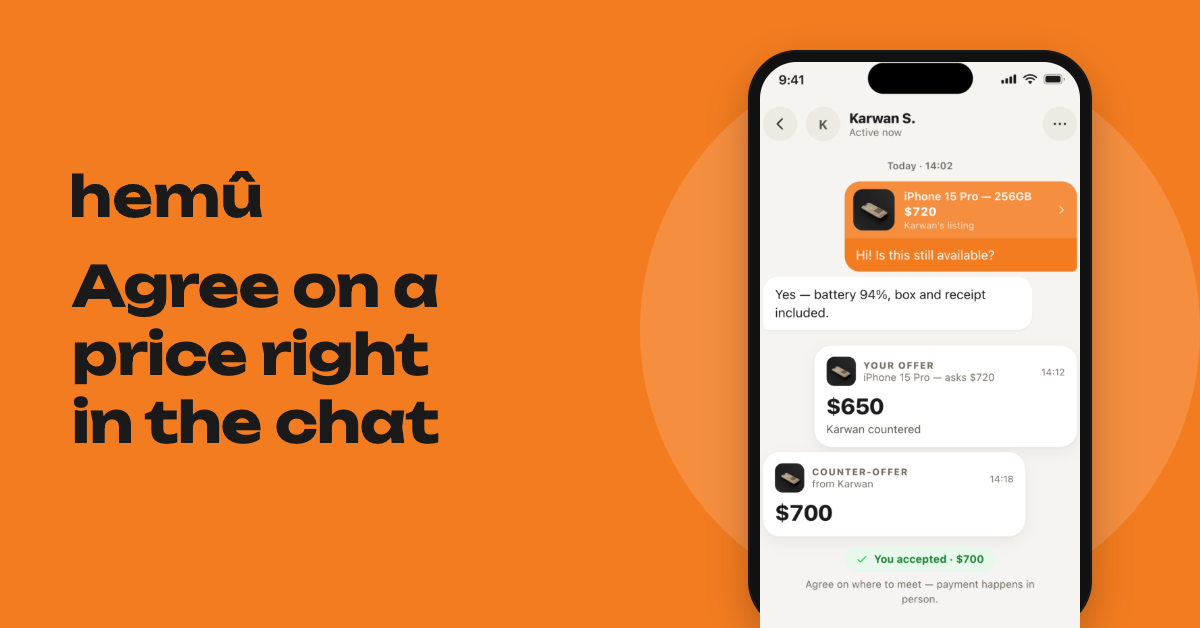 hemû
Agree on a
price right
in the chat
9:41
K
Karwan S.
Active now
Today · 14:02
iPhone 15 Pro — 256GB
$720
Karwan's listing
Hi! Is this still available?
Yes — battery 94%, box and receipt
included.
YOUR OFFER
iPhone 15 Pro — asks $720
14:12
$650
Karwan countered
COUNTER-OFFER
from Karwan
14:18
$700
You accepted · $700
Agree on where to meet — payment happens in
person.